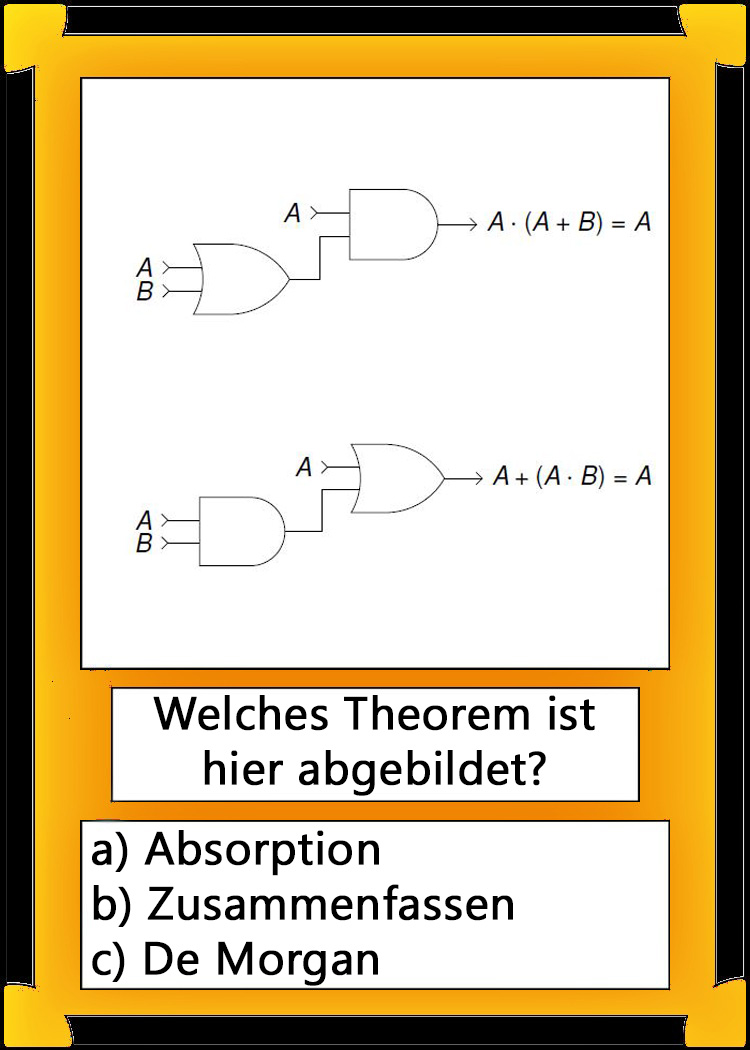 A
A · (A + B) = A
A
B
A
A + (A · B) = A
A
B
Welches Theorem ist
hier abgebildet?
a) Absorption
b) Zusammenfassen
c) De Morgan